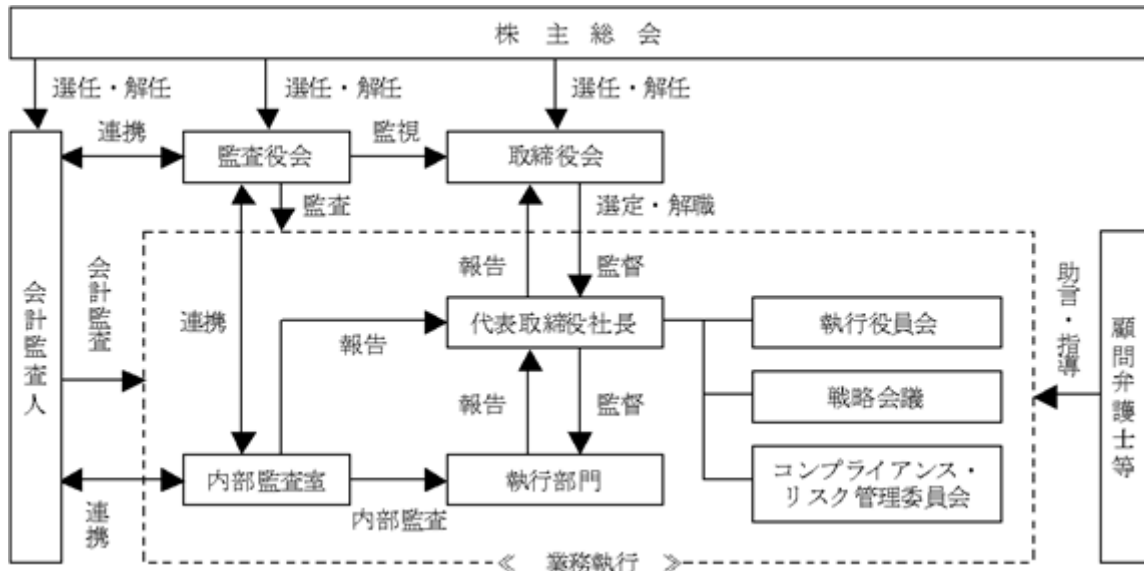 株主総会
選任・解任
選任・解任
選任・解任
連携
監査役会
監視
取締役会
監査
選定・解職
会計監査人
会計監査
連携
報告
監督
代表取締役社長
執行役員会
助言・指導
顧問弁護士等
報告
報告
監督
戦略会議
内部監査室
執行部門
コンプライアンス・
リスク管理委員会
連携
内部監査
≪ 業務執行 ≫